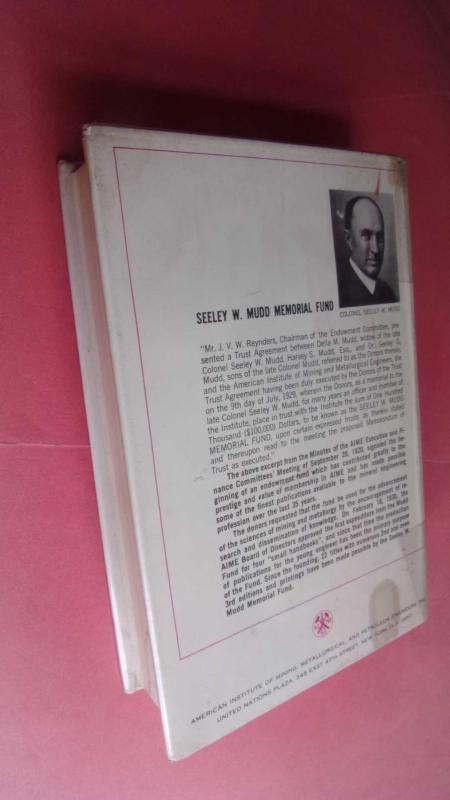 COLONEL SEELEY W. MUDD
SEELEY W. MUDD MEMORIAL FUND
"Mr. J. V. W. Reynders, Chairman of the Endowment Committee, pre-
sented a Trust Agreement between Della M. Mudd, widow of the late
Colonel Seeley W. Mudd, Harvey S. Mudd, Esq., and Dr. Seeley G.
Mudd, sons of the late Colonel Mudd, referred to as the Donors therein,
and the American Institute of Mining and Metallurgical Engineers, the
Trust Agreement having been duly executed by the Donors of the Trust
on the 9th day of July, 1929, wherein the Donors, as a memorial to the
late Colonel Seeley W. Mudd, for many years an officer and member of
the Institute, place in trust with the Institute the sum of One Hundred
Thousand ($100,000) Dollars, to be known as the SEELEY W. MUDD
MEMORIAL FUND, upon certain expressed trusts as therein stated
and thereupon read to the meeting the proposed Memorandum of
Trust as executed."
The above excerpt from the Minutes of the AIME Executive and Fi-
nance Committees' Meeting of September 26, 1929, signaled the be-
ginning of an endowment fund which has contributed greatly to the
prestige and value of membership in AIME and has made possible
some of the finest publications available to the mineral engineering
profession over the last 35 years.
The donors requested that the fund be used for the advancement
of the sciences of mining and metallurgy by the encouragement of re-
search and dissemination of knowledge. On February 16, 1936, the
AIME Board of Directors approved the first expenditure from the Mudd
Fund for four "small handbooks", and since that time the production
of publications for the young engineer has been the primary purpose
of the Fund. Since the founding, 22 titles with numerous 2nd and even
3rd editions and printings have been made possible by the Seeley W.
Mudd Memorial Fund.
AMERICAN INSTITUTE OF MINING, METALLURGICAL, AND PETROLEUM ENGINEERS, INC.
UNITED NATIONS PLAZA, 345 EAST 47TH STREET, NEW YORK, N. Y. 10017